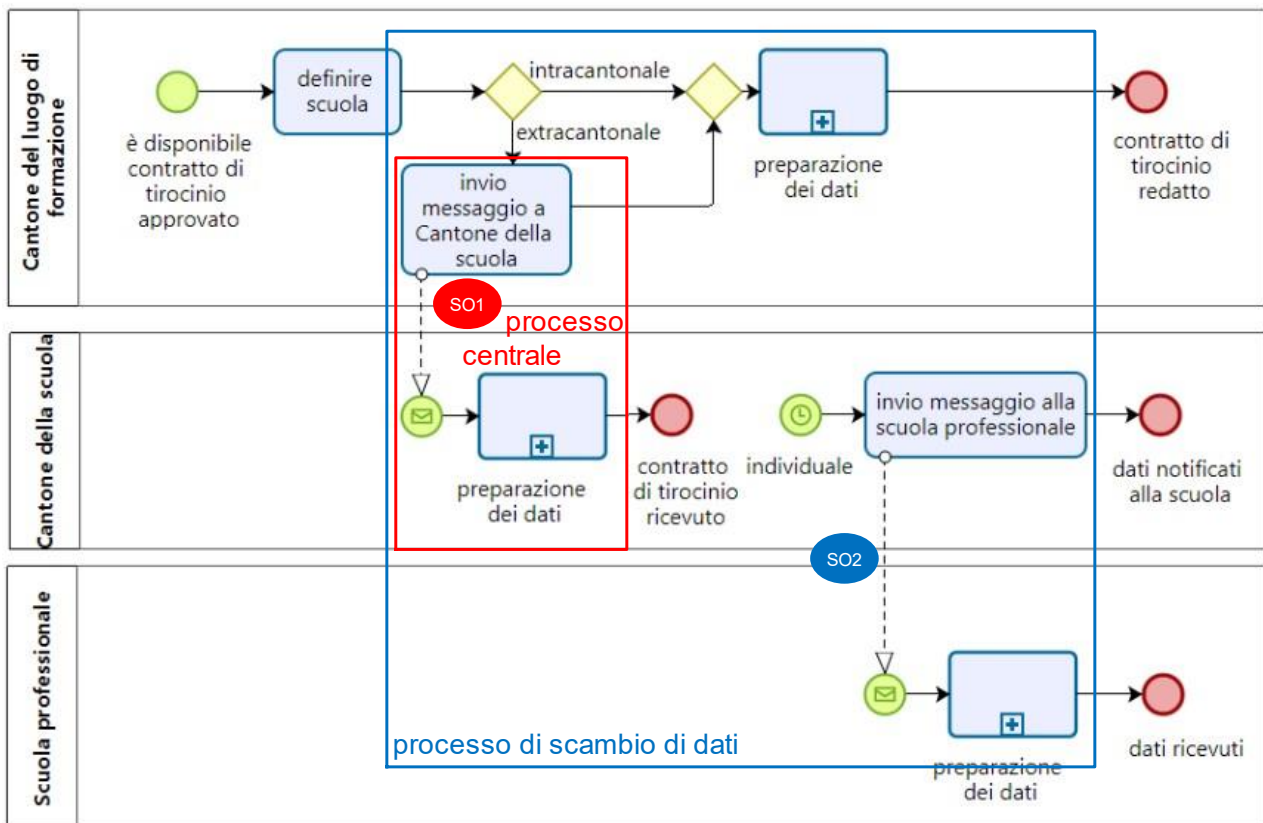 Cantone del luogo di
formazione
è disponibile
contratto di
tirocinio
approvato
definire
scuola
intracantonale
extracantonale
invio
messaggio a
Cantone della
scuola
preparazione
dei dati
contratto di
tirocinio
redatto
SO1
processo
centrale
Cantone della scuola
preparazione
dei dati
contratto
di tirocinio
ricevuto
individuale
invio messaggio alla
scuola professionale
dati notificati
alla scuola
SO2
Scuola professionale
processo di scambio di dati
preparazione
dei dati
dati ricevuti